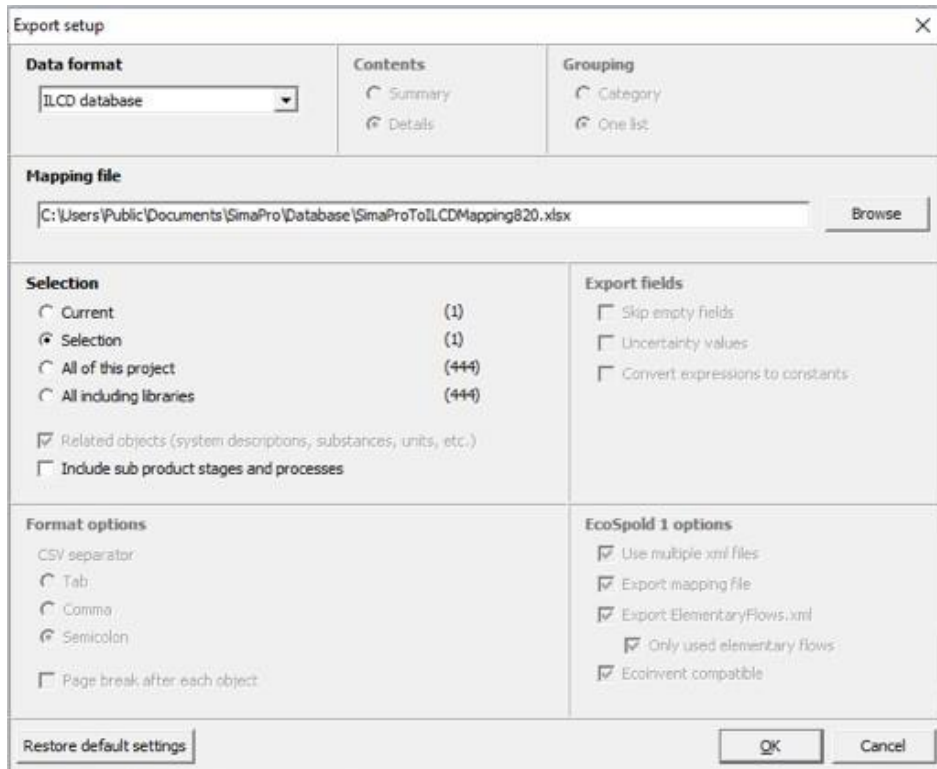 Export setup
Data format
ILCD database
Contents
Summary
Details
Grouping
Category
One list
Mapping file
C:\Users\Public\Documents\SimaPro\Database\SimaProToILCDMapping820.xlsx
Browse
Selection
Current (1)
Selection (1)
All of this project (444)
All including libraries (444)
Related objects (system descriptions, substances, units, etc.)
Include sub product stages and processes
Export fields
Skip empty fields
Uncertainty values
Convert expressions to constants
Format options
CSV separator
Tab
Comma
Semicolon
Page break after each object
EcoSpold 1 options
Use multiple xml files
Export mapping file
Export ElementaryFlows.xml
Only used elementary flows
Ecoinvent compatible
Restore default settings
OK
Cancel